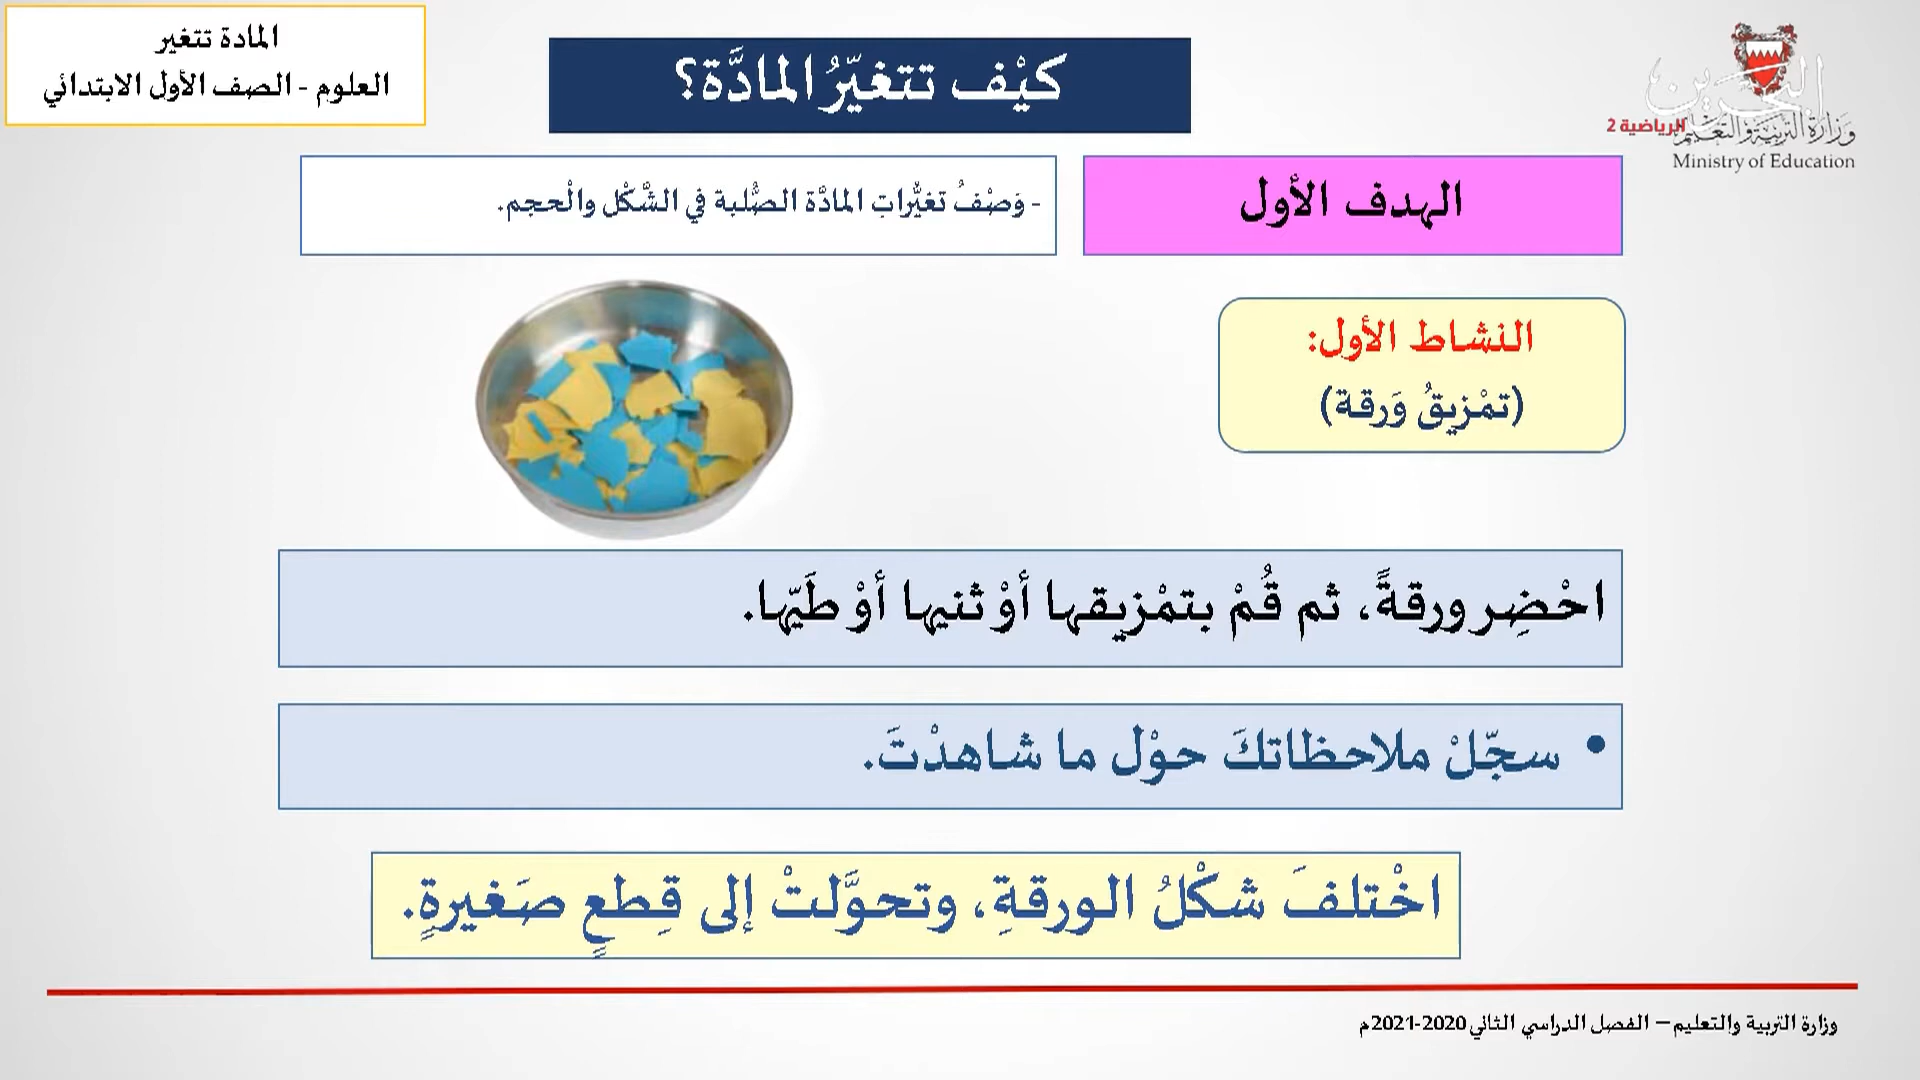 المادة تتغير
العلوم - الصف الأول الابتدائي
كيْف تتغيّرُ المادَّة؟
البحرين
الرياضية 2
وزارة التربية والتعليم
Ministry of Education
الهدف الأول
- وَصْفُ تغيُّراتِ المادَّة الصُّلبة في الشَّكْل والْحجم.
النشاط الأول:
(تمْزيقُ وَرقة)
احْضِر ورقةً، ثم قُمْ بتمْزيقها أوْ ثنيها أوْ طَيّها.
• سجّلْ ملاحظاتكَ حوْل ما شاهدْتَ.
اخْتلفَ شكْلُ الورقةِ، وتحوَّلتْ إلى قِطعٍ صَغيرةٍ.
وزارة التربية والتعليم – الفصل الدراسي الثاني 2020-2021م